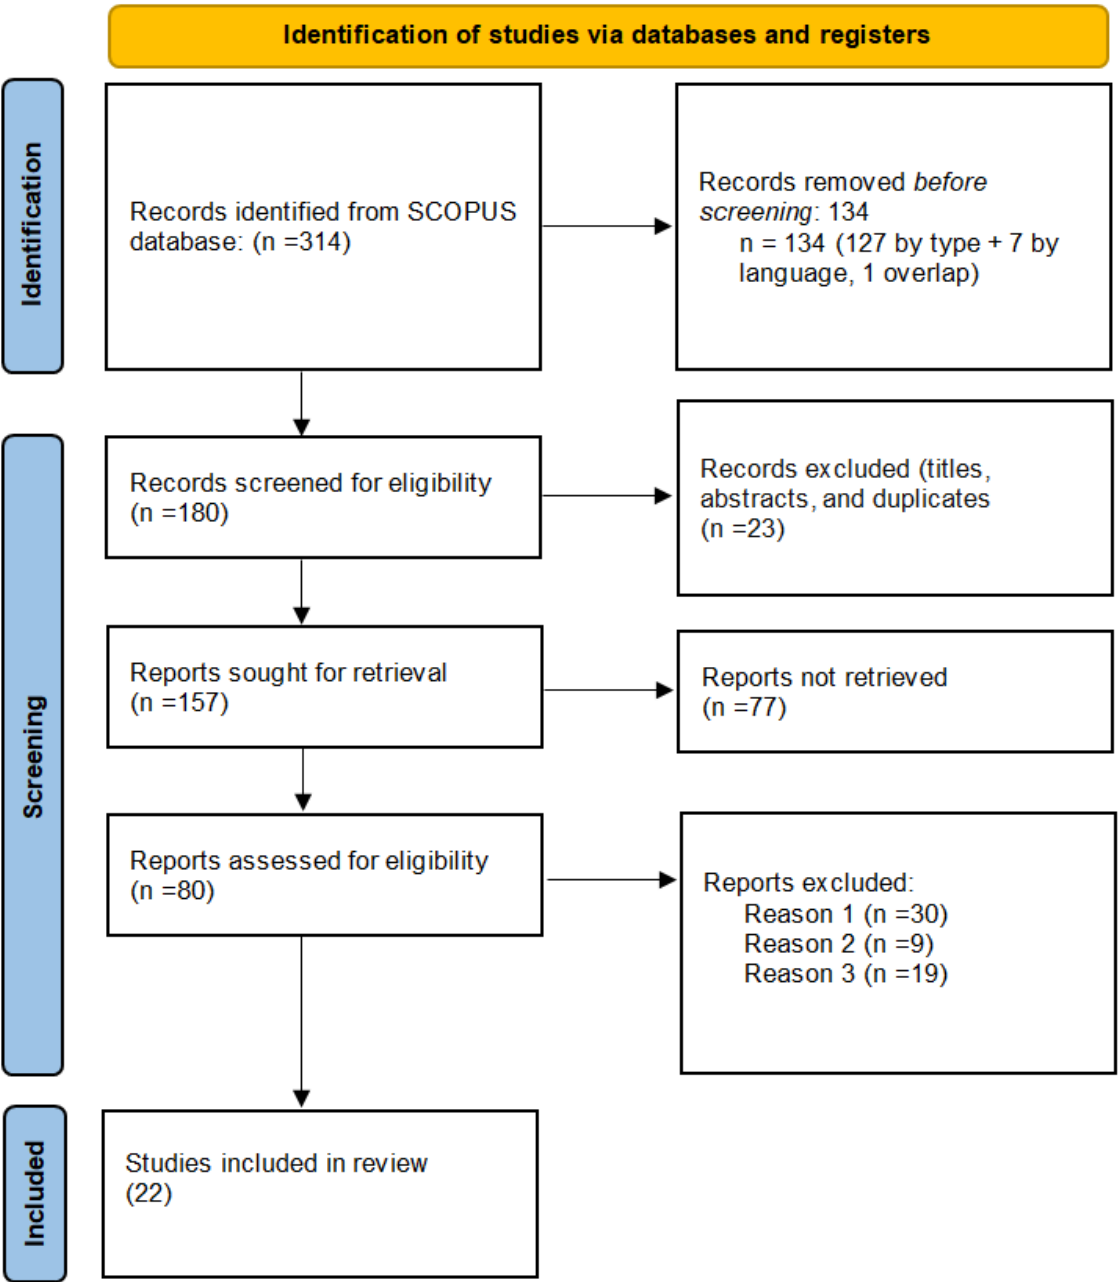 Identification of studies via databases and registers
Identification
Records identified from SCOPUS
database: (n =314)
Records removed before
screening: 134
n = 134 (127 by type + 7 by
language, 1 overlap)
Screening
Records screened for eligibility
(n =180)
Records excluded (titles,
abstracts, and duplicates
(n =23)
Reports sought for retrieval
(n =157)
Reports not retrieved
(n =77)
Reports assessed for eligibility
(n =80)
Reports excluded:
Reason 1 (n =30)
Reason 2 (n =9)
Reason 3 (n =19)
Included
Studies included in review
(22)